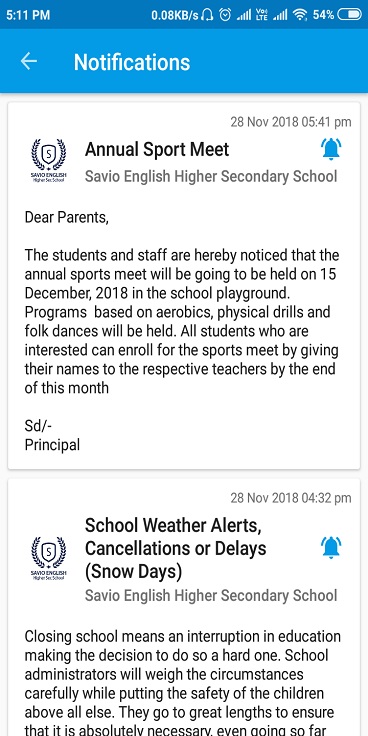 5:11 PM 0.08KB/s Vo) LTE 54%
Notifications
28 Nov 2018 05:41 pm
Annual Sport Meet
Savio English Higher Secondary School
S
SAVIO ENGLISH
Higher Sec.School
Dear Parents,
The students and staff are hereby noticed that the
annual sports meet will be going to be held on 15
December, 2018 in the school playground.
Programs  based on aerobics, physical drills and
folk dances will be held. All students who are
interested can enroll for the sports meet by giving
their names to the respective teachers by the end
of this month
Sd/-
Principal
28 Nov 2018 04:32 pm
School Weather Alerts,
Cancellations or Delays
(Snow Days)
Savio English Higher Secondary School
S
SAVIO ENGLISH
Higher Sec.School
Closing school means an interruption in education
making the decision to do so a hard one. School
administrators will weigh the circumstances
carefully while putting the safety of the children
above all else. They go to great lengths to ensure
that it is absolutely necessary, even going so far